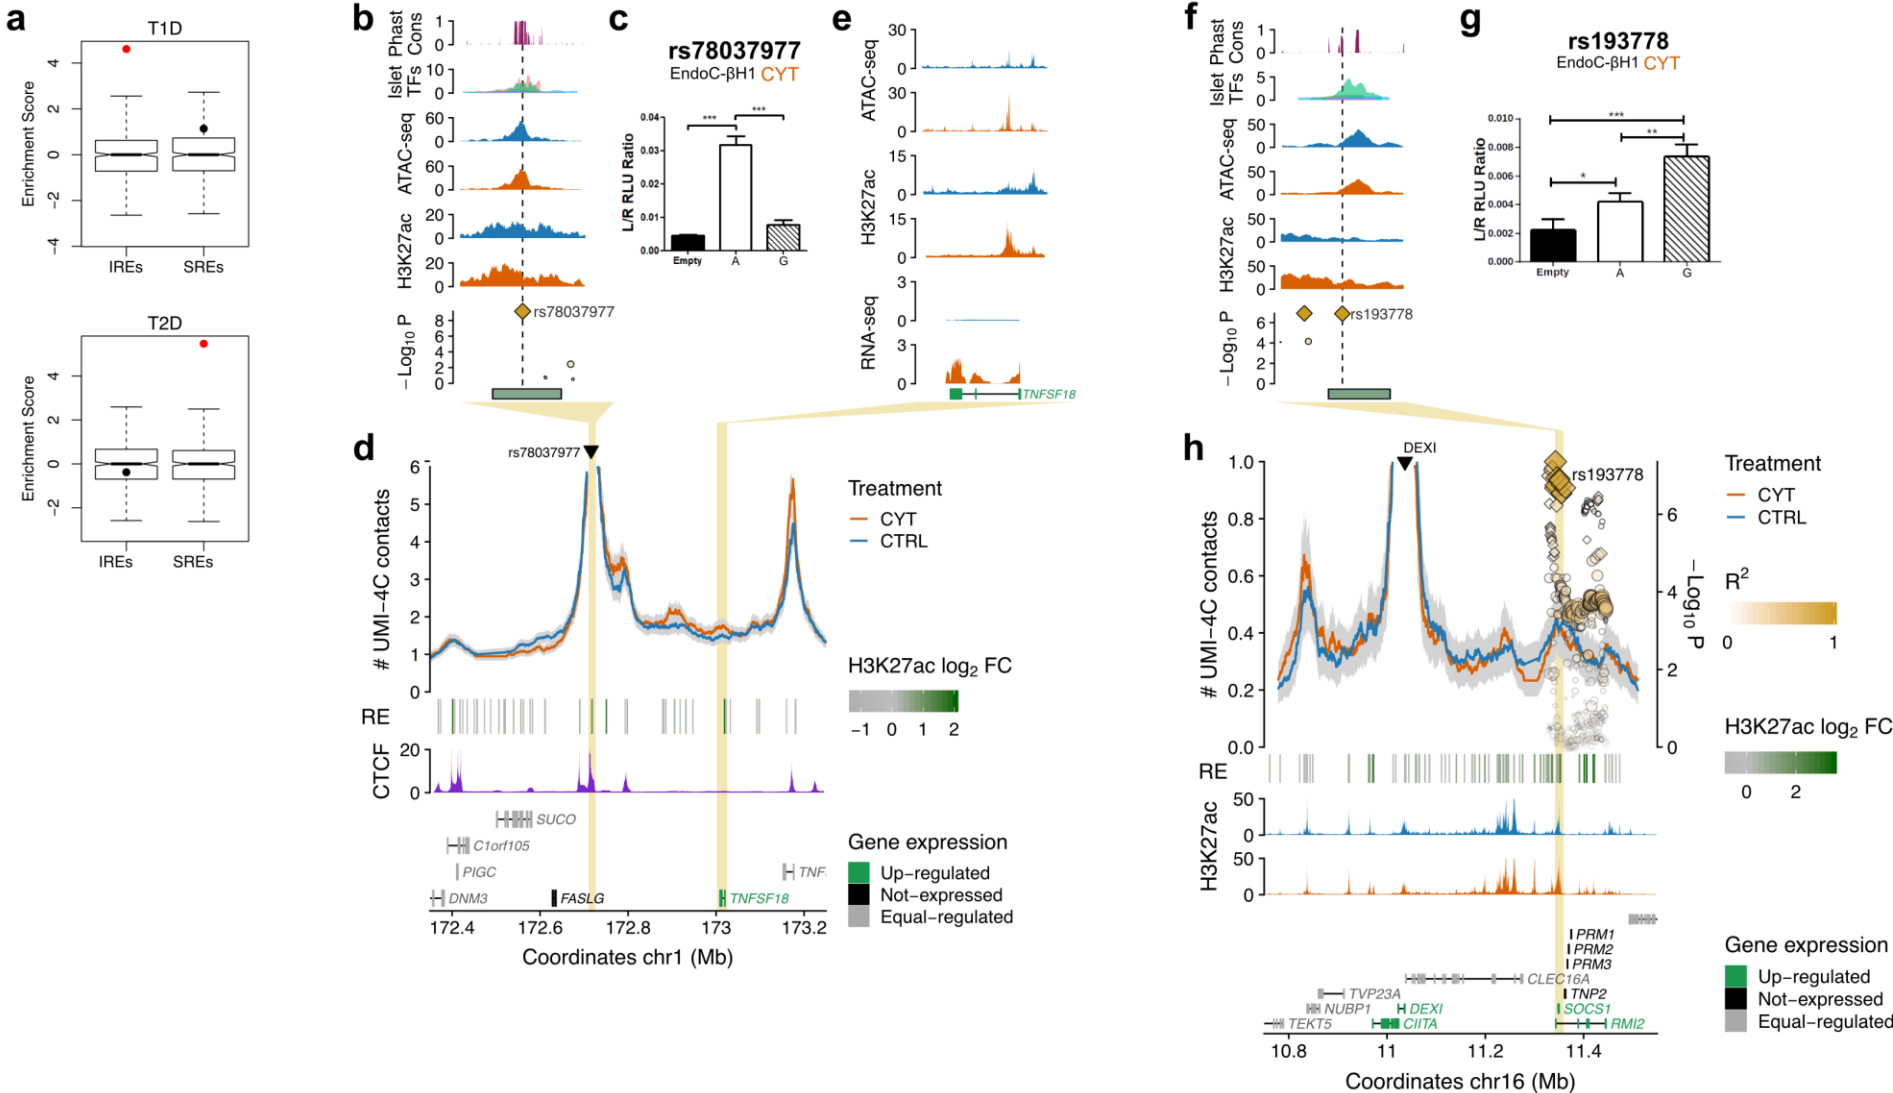 a
T1D
Enrichment Score
4
2
0
−2
−4
IREs
SREs
T2D
Enrichment Score
4
2
0
−2
IREs
SREs
b
Phast
Cons
1
0
Islet
TFs
10
0
ATAC-seq
60
0
60
0
H3K27ac
20
0
20
0
−Log10 P
8
6
4
2
0
rs78037977
c
rs78037977
EndoC-βH1 CYT
L/R RLU Ratio
0.04
0.03
0.02
0.010
0.00
***
***
Empty
A
G
d
rs78037977
# UMI−4C contacts
6
5
4
3
2
1
0
Treatment
CYT
CTRL
RE
H3K27ac log2 FC
−1 0 1 2
CTCF
20
0
SUCO
C1orf105
PIGC
TNF
DNM3
FASLG
TNFSF18
172.4 172.6 172.8 173 173.2
Coordinates chr1 (Mb)
Gene expression
Up−regulated
Not−expressed
Equal−regulated
e
ATAC-seq
30
0
30
0
H3K27ac
15
0
15
0
RNA-seq
3
0
3
0
TNFSF18
f
Phast
Cons
1
0
Islet
TFs
5
0
ATAC-seq
50
0
50
0
H3K27ac
50
0
50
0
−Log10 P
6
4
2
0
rs193778
g
rs193778
EndoC-βH1 CYT
L/R RLU Ratio
0.010
0.008
0.006
0.004
0.002
0.000
***
**
*
Empty
A
G
h
DEXI
rs193778
# UMI−4C contacts
1.0
0.8
0.6
0.4
0.2
0.0
6
4
2
0
−Log10 P
Treatment
CYT
CTRL
R2
0 1
RE
H3K27ac log2 FC
0 2
H3K27ac
50
0
50
0
PRM1
PRM2
PRM3
CLEC16A
TVP23A
TNP2
NUBP1
DEXI
SOCS1
TEKT5
CIITA
RMI2
10.8 11 11.2 11.4
Coordinates chr16 (Mb)
Gene expression
Up−regulated
Not−expressed
Equal−regulated